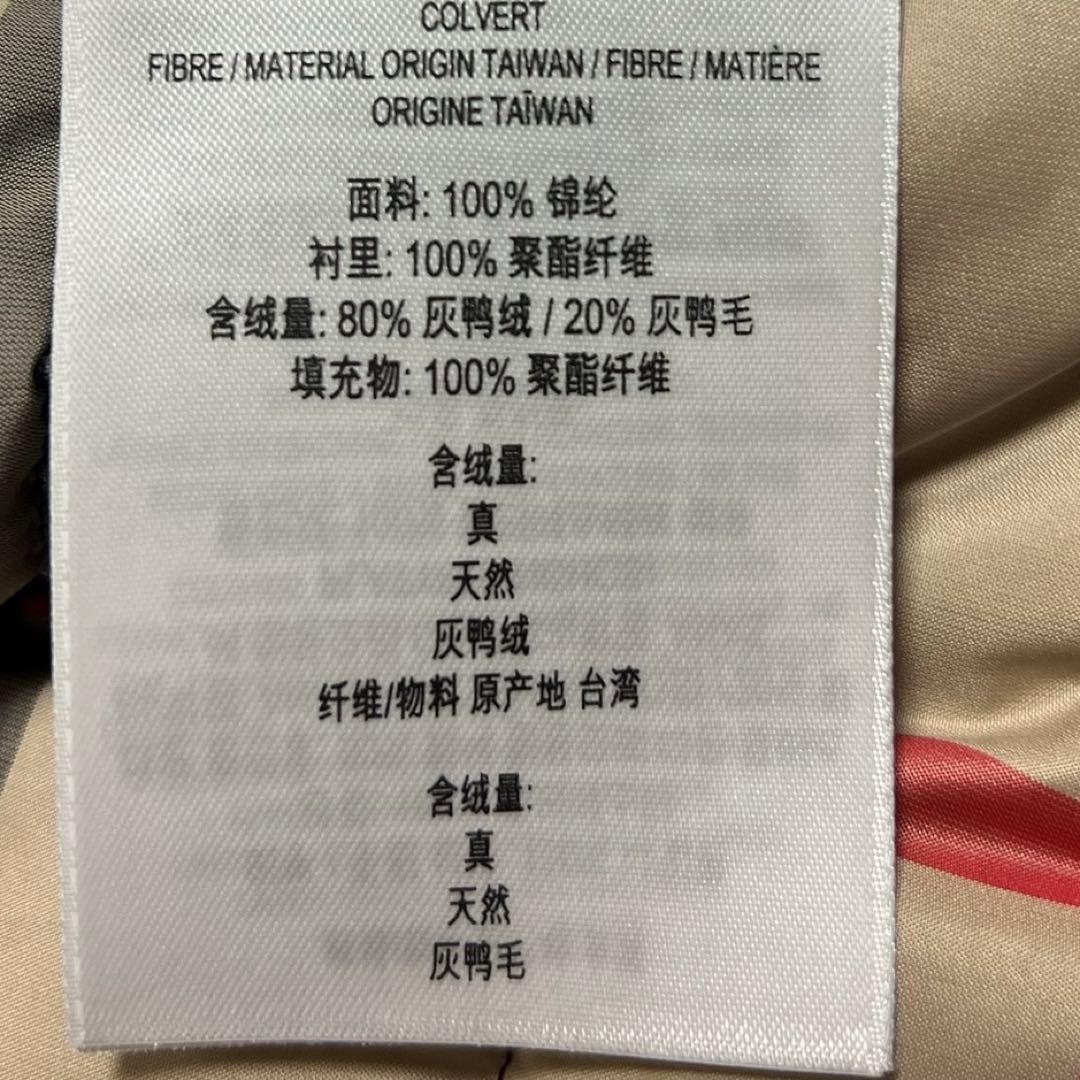 COLVERT
FIBRE / MATERIAL ORIGIN TAIWAN / FIBRE / MATIÈRE
ORIGINE TAÏWAN
面料: 100% 锦纶
衬里: 100% 聚酯纤维
含绒量: 80% 灰鸭绒 / 20% 灰鸭毛
填充物: 100% 聚酯纤维
含绒量:
真
天然
灰鸭绒
纤维/物料 原产地 台湾
含绒量:
真
天然
灰鸭毛